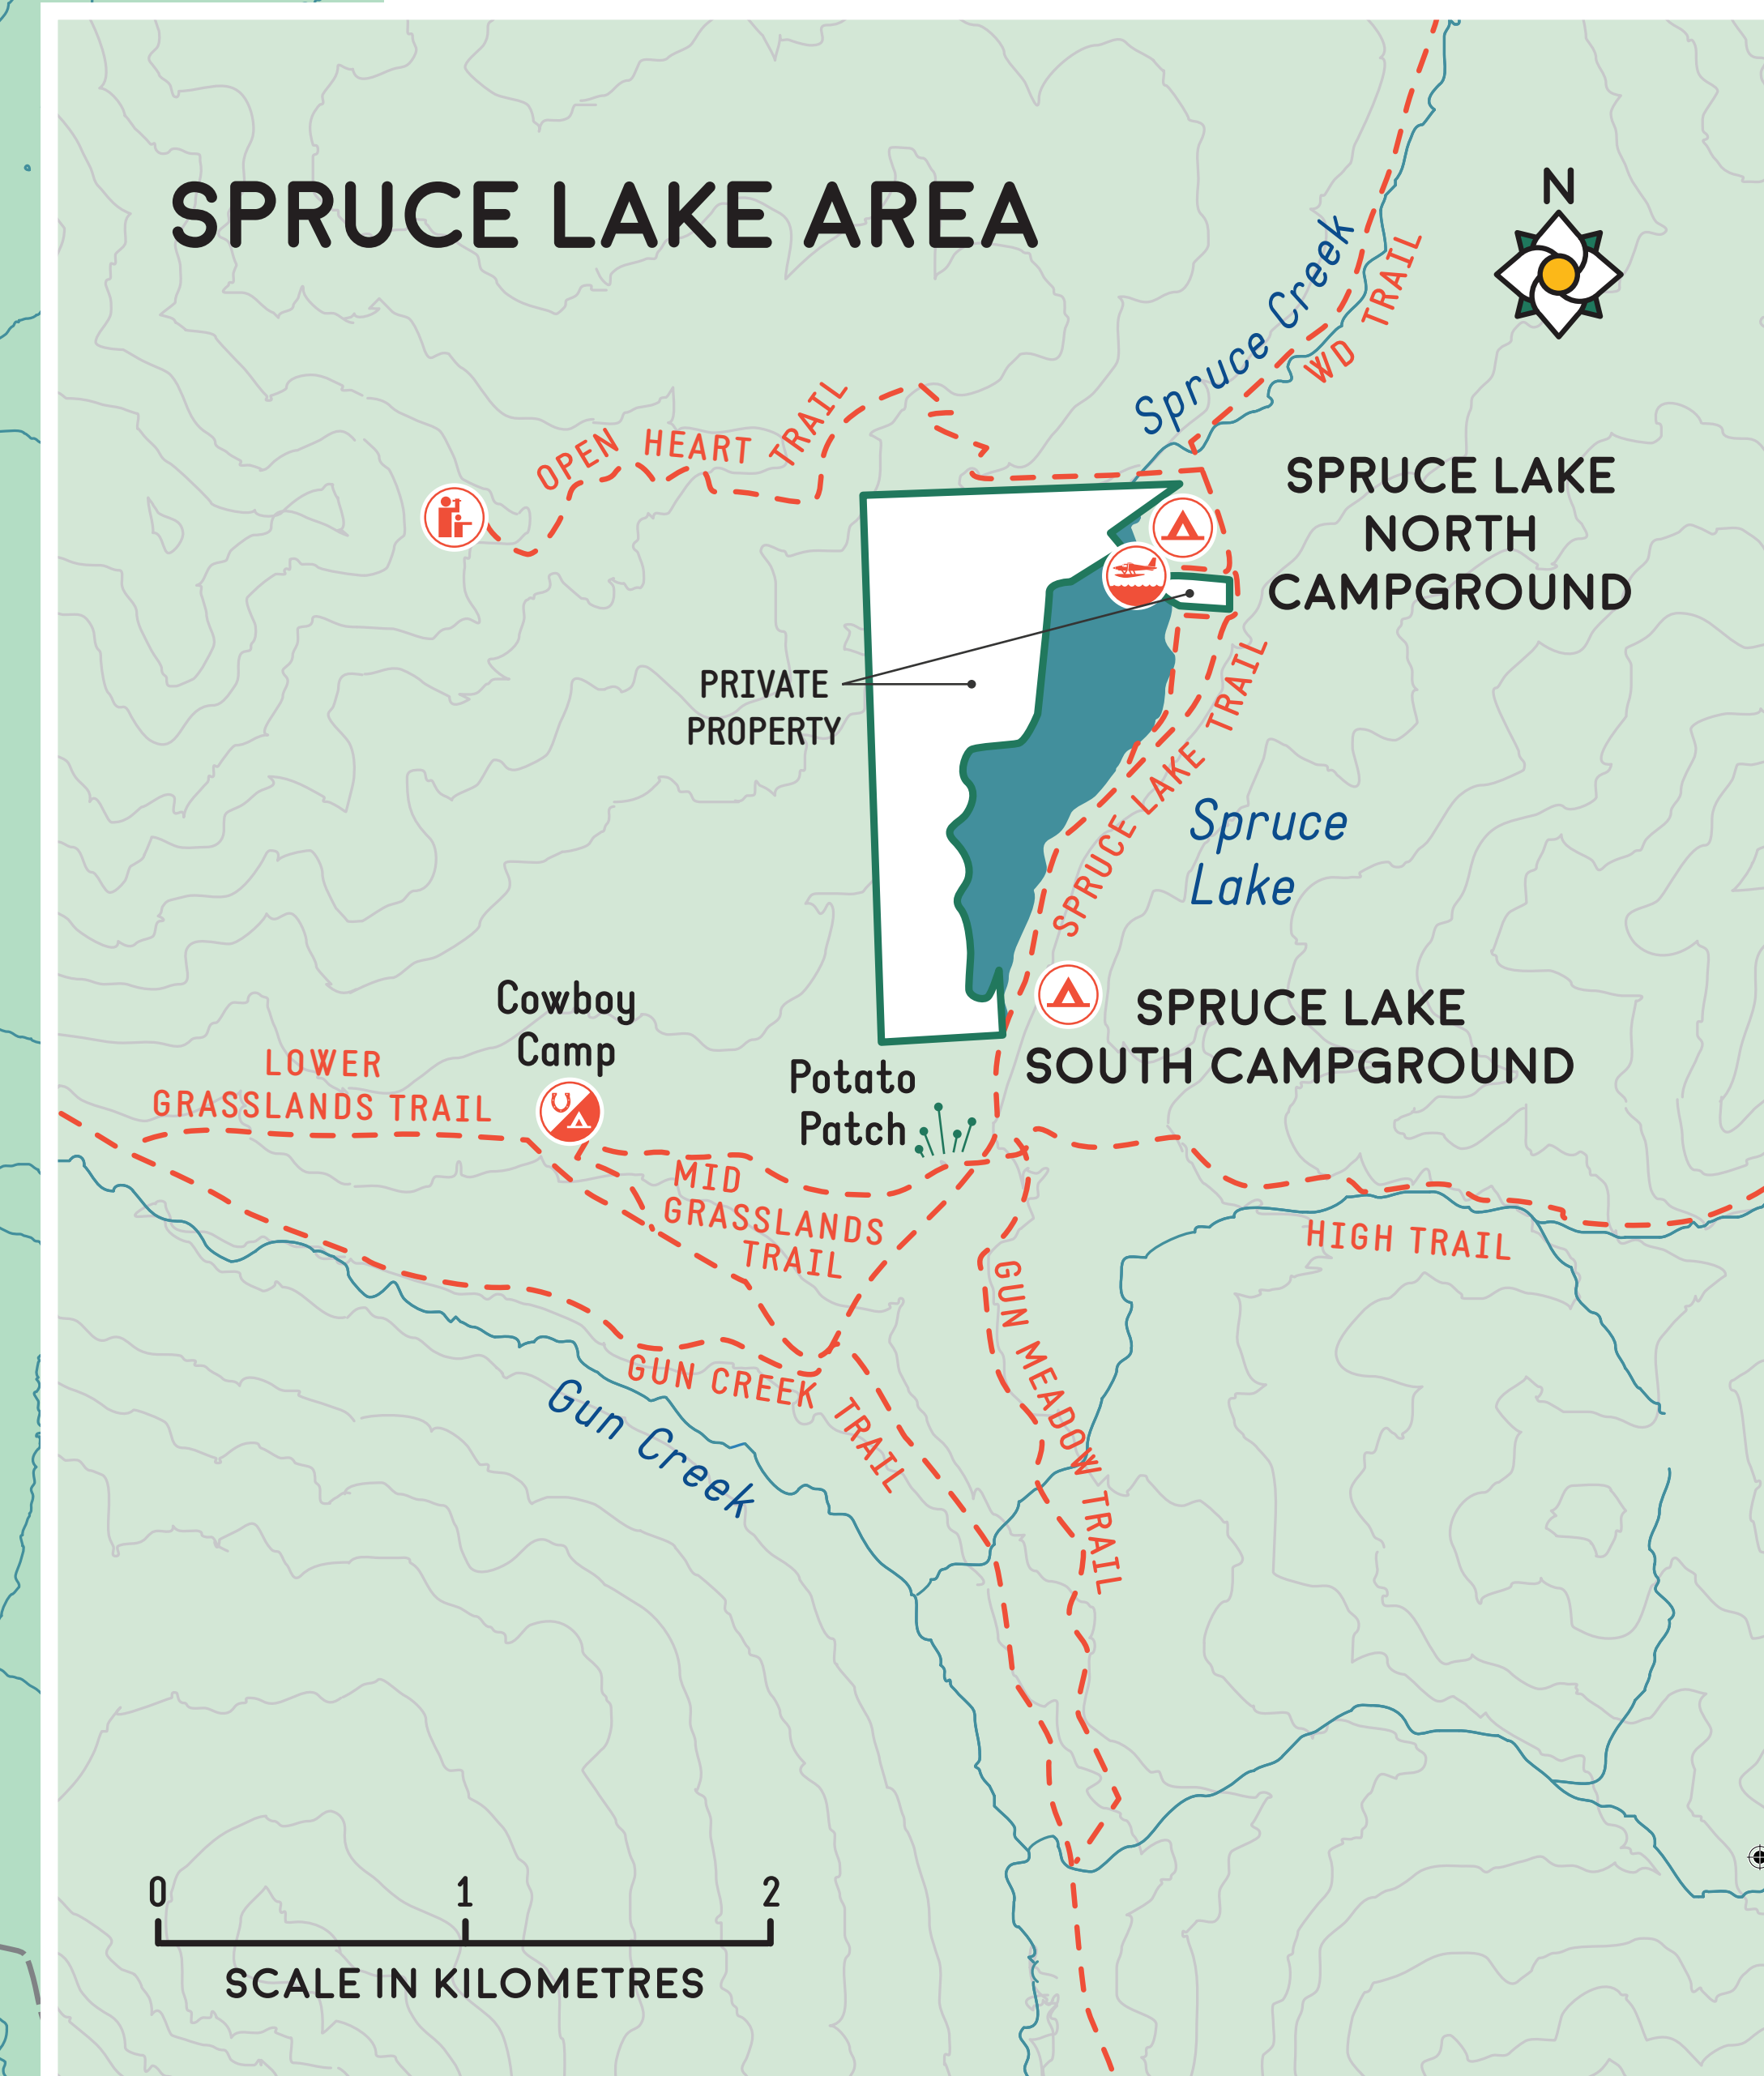 SPRUCE LAKE AREA
N
Spruce Creek
WD TRAIL
OPEN HEART TRAIL
SPRUCE LAKE
NORTH
CAMPGROUND
PRIVATE
PROPERTY
SPRUCE LAKE TRAIL
Spruce
Lake
Cowboy
Camp
SPRUCE LAKE
SOUTH CAMPGROUND
LOWER
GRASSLANDS TRAIL
Potato
Patch
MID
GRASSLANDS
TRAIL
HIGH TRAIL
GUN MEADOW TRAIL
GUN CREEK TRAIL
Gun Creek
0 1 2
SCALE IN KILOMETRES